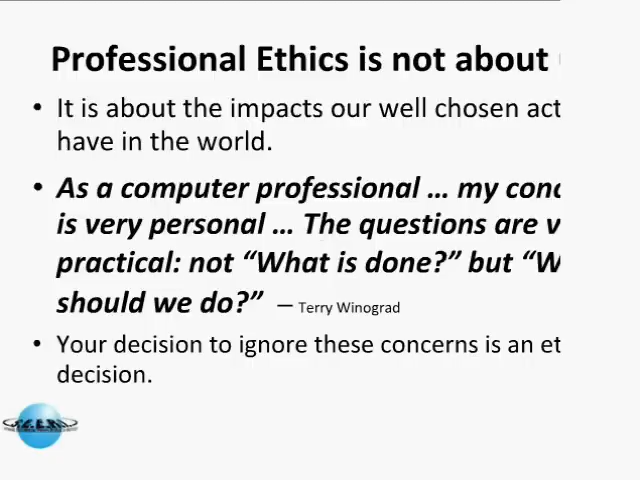 Professional Ethics is not about
• It is about the impacts our well chosen act
have in the world.
• As a computer professional … my conc
is very personal … The questions are v
practical: not “What is done?” but “W
should we do?” – Terry Winograd
• Your decision to ignore these concerns is an et
decision.